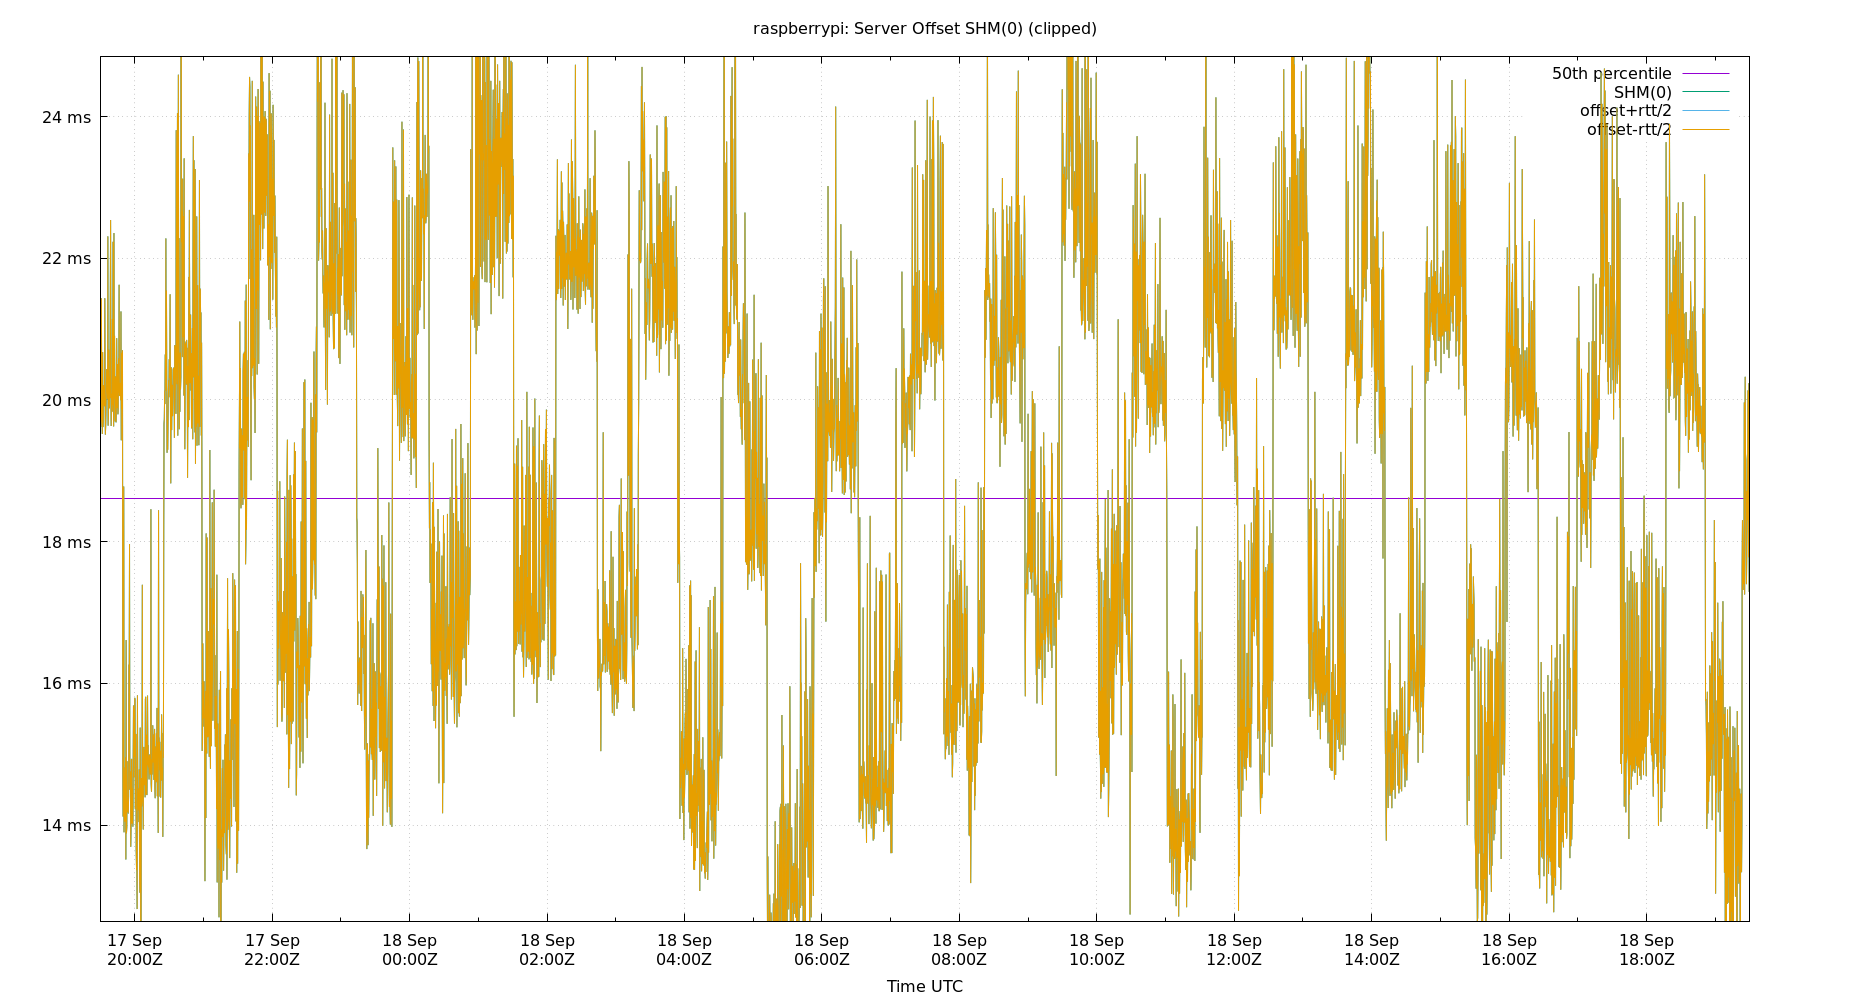 raspberrypi: Server Offset SHM(0) (clipped)
50th percentile
SHM(0)
offset+rtt/2
offset-rtt/2
24 ms
22 ms
20 ms
18 ms
16 ms
14 ms
17 Sep 17 Sep 18 Sep 18 Sep 18 Sep 18 Sep 18 Sep 18 Sep 18 Sep 18 Sep 18 Sep 18 Sep
20:00Z 22:00Z 00:00Z 02:00Z 04:00Z 06:00Z 08:00Z 10:00Z 12:00Z 14:00Z 16:00Z 18:00Z
Time UTC